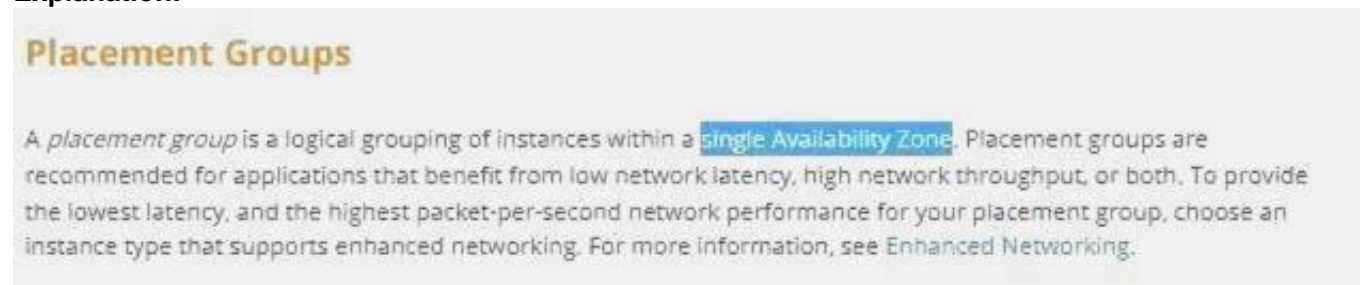 Explanation:
Placement Groups
A placement group is a logical grouping of instances within a single Availability Zone. Placement groups are
recommended for applications that benefit from low network latency, high network throughput, or both. To provide
the lowest latency, and the highest packet-per-second network performance for your placement group, choose an
instance type that supports enhanced networking. For more information, see Enhanced Networking.